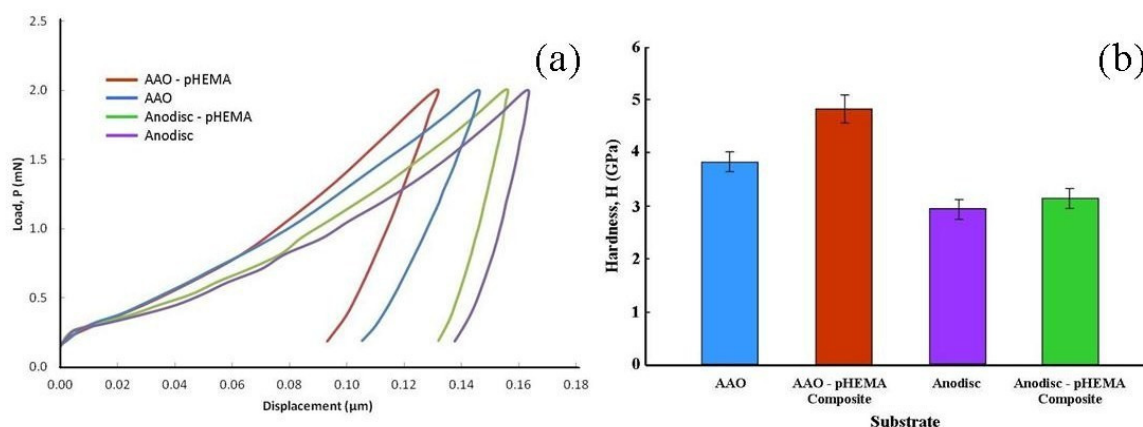 (a)
2.5
2.0
1.5
1.0
0.5
0.0
Load, P (mN)
AAO - pHEMA
AAO
Anodisc - pHEMA
Anodisc
0.00 0.02 0.04 0.06 0.08 0.10 0.12 0.14 0.16 0.18
Displacement (µm)
(b)
6
5
4
3
2
1
0
Hardness, H (GPa)
AAO
AAO - pHEMA
Composite
Anodisc
Anodisc - pHEMA
Composite
Substrate